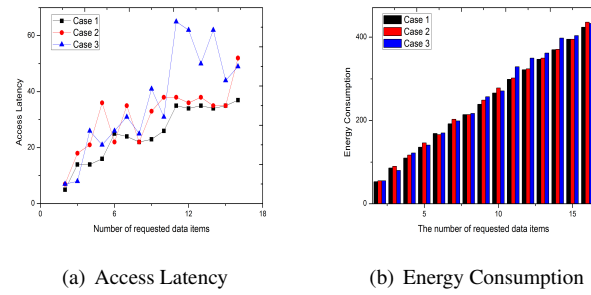 Case 1
Case 2
Case 3
60
40
20
0
0 6 12 18
Access Latency
Number of requested data items
(a) Access Latency
Case 1
Case 2
Case 3
400
200
0
5 10 15
Energy Consumption
The number of requested data items
(b) Energy Consumption